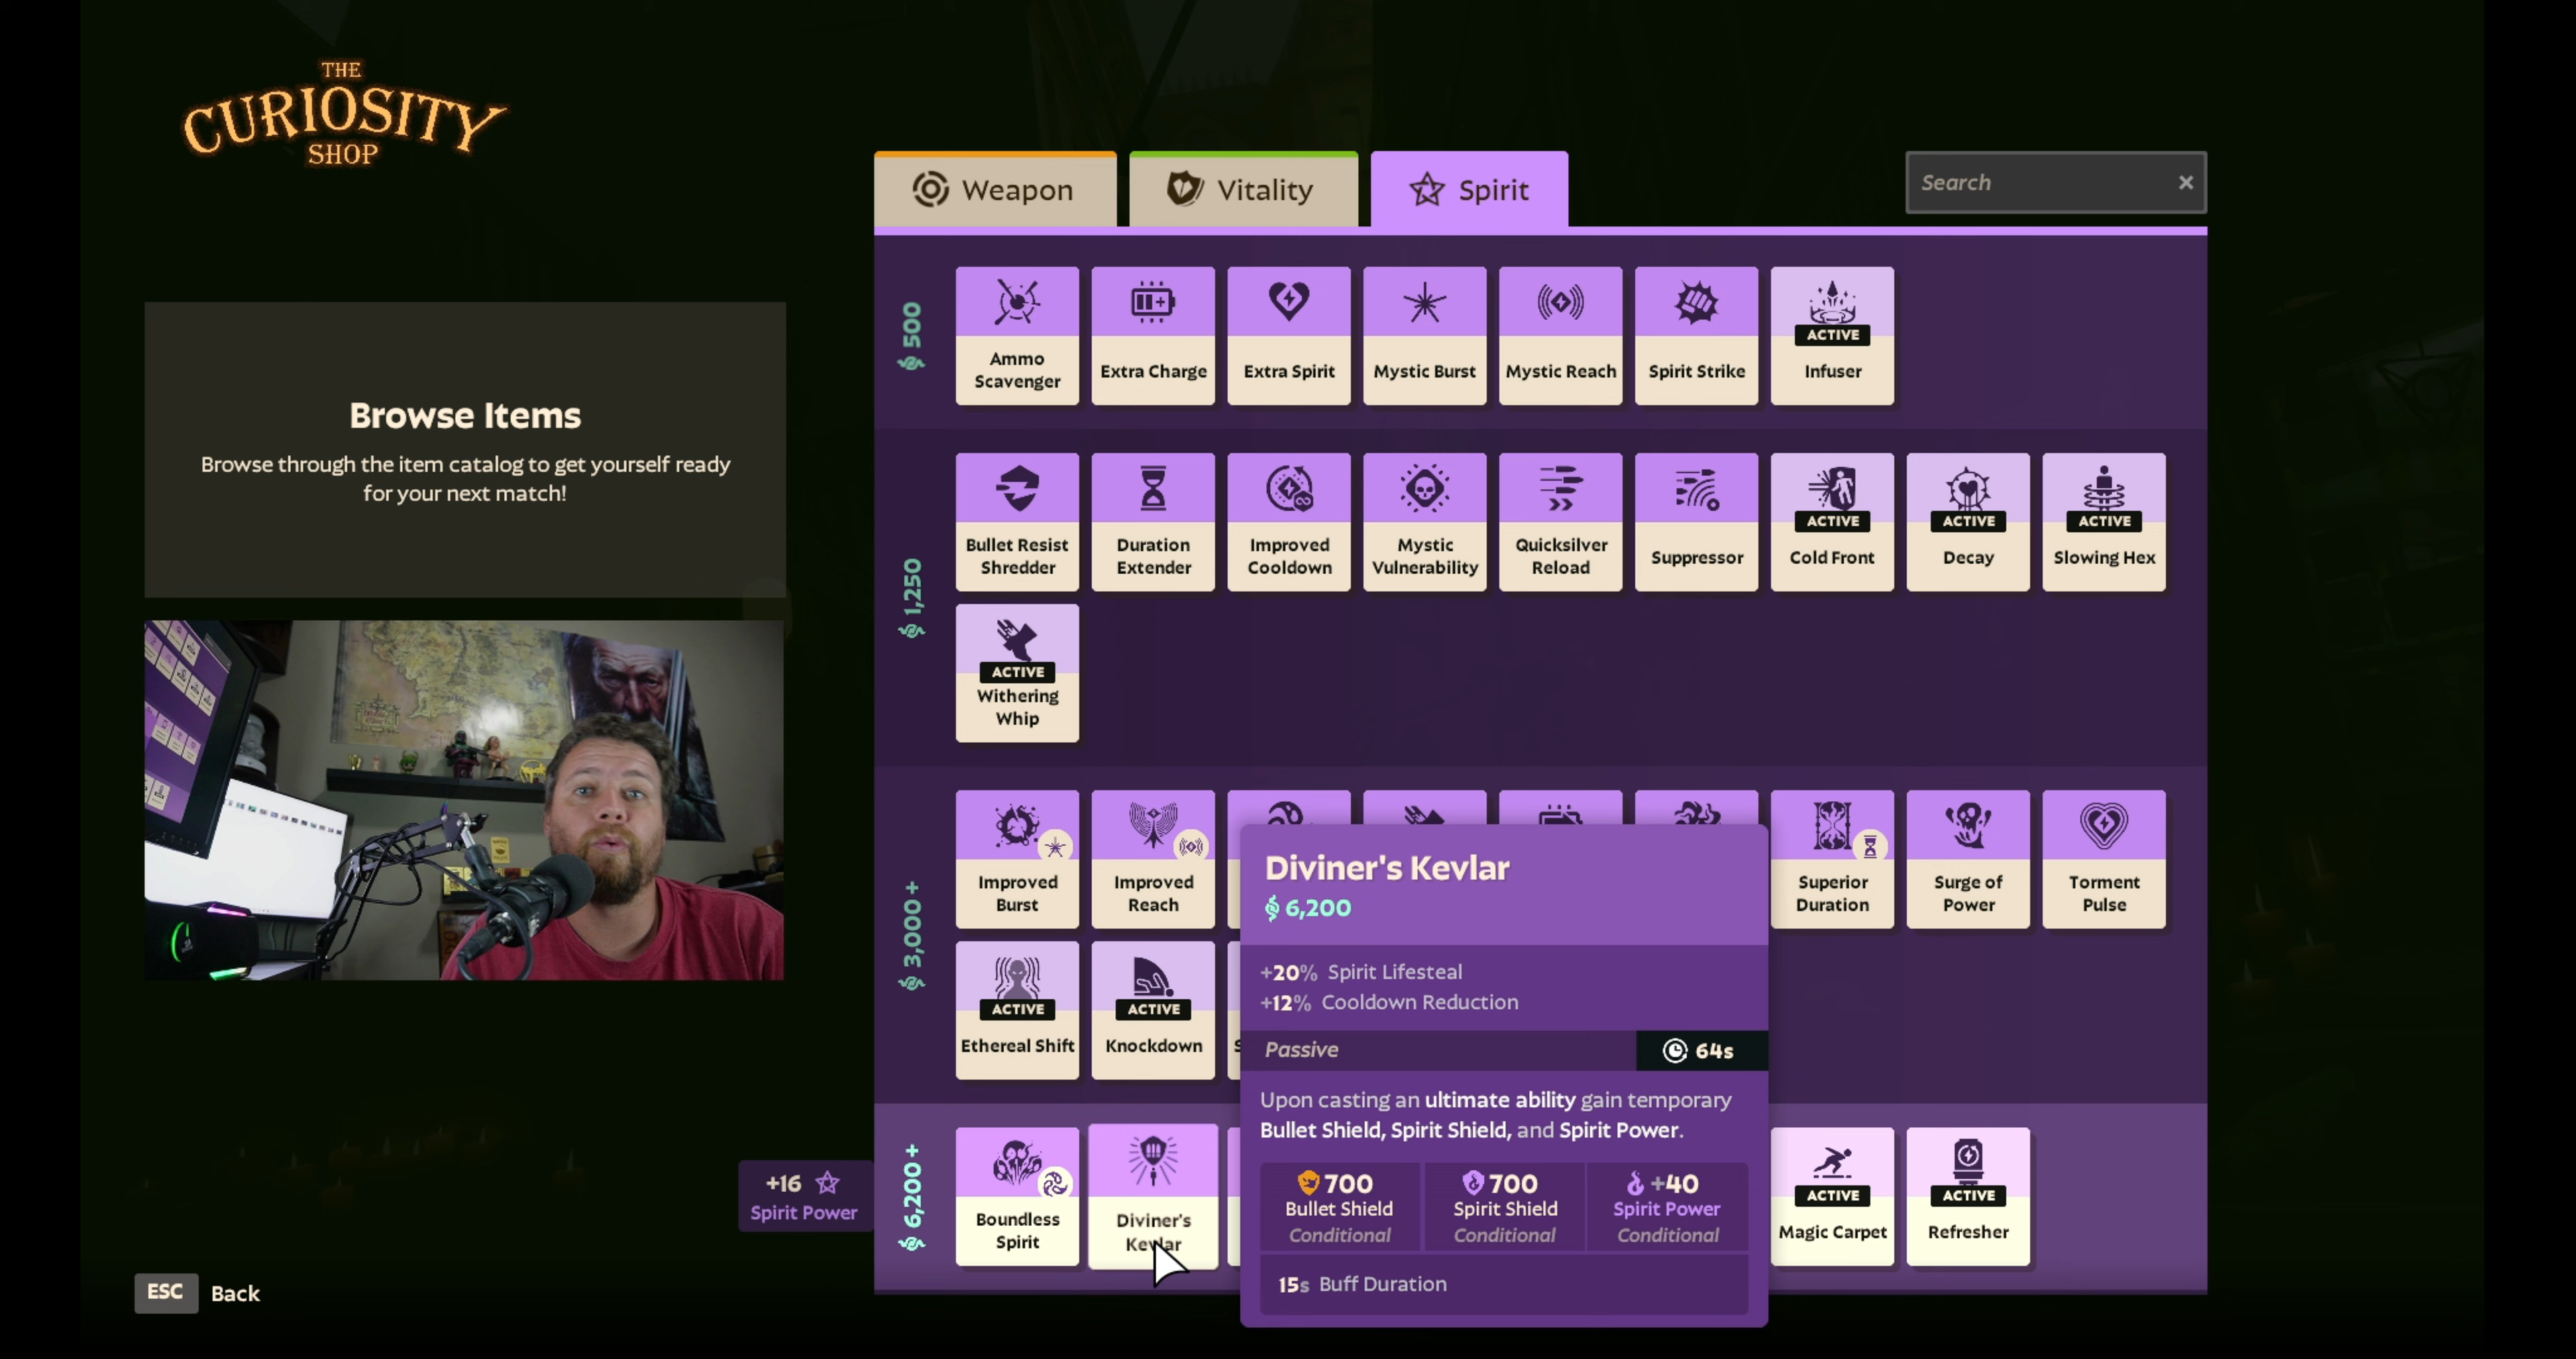 THE
CURIOSITY
SHOP
Weapon
Vitality
Spirit
Search
Browse Items
Browse through the item catalog to get yourself ready
for your next match!
500
Ammo
Scavenger
Extra Charge
Extra Spirit
Mystic Burst
Mystic Reach
Spirit Strike
ACTIVE
Infuser
1,250
Bullet Resist
Shredder
Duration
Extender
Improved
Cooldown
Mystic
Vulnerability
Quicksilver
Reload
Suppressor
ACTIVE
Cold Front
ACTIVE
Decay
ACTIVE
Slowing Hex
ACTIVE
Withering
Whip
3,000+
Improved
Burst
Improved
Reach
Superior
Duration
Surge of
Power
Torment
Pulse
ACTIVE
Ethereal Shift
ACTIVE
Knockdown
6,200+
+16
Spirit Power
Boundless
Spirit
Diviner's
Kevlar
ACTIVE
Magic Carpet
ACTIVE
Refresher
Diviner's Kevlar
6,200
+20% Spirit Lifesteal
+12% Cooldown Reduction
Passive
64s
Upon casting an ultimate ability gain temporary
Bullet Shield, Spirit Shield, and Spirit Power.
700
Bullet Shield
Conditional
700
Spirit Shield
Conditional
+40
Spirit Power
Conditional
15s Buff Duration
ESC Back